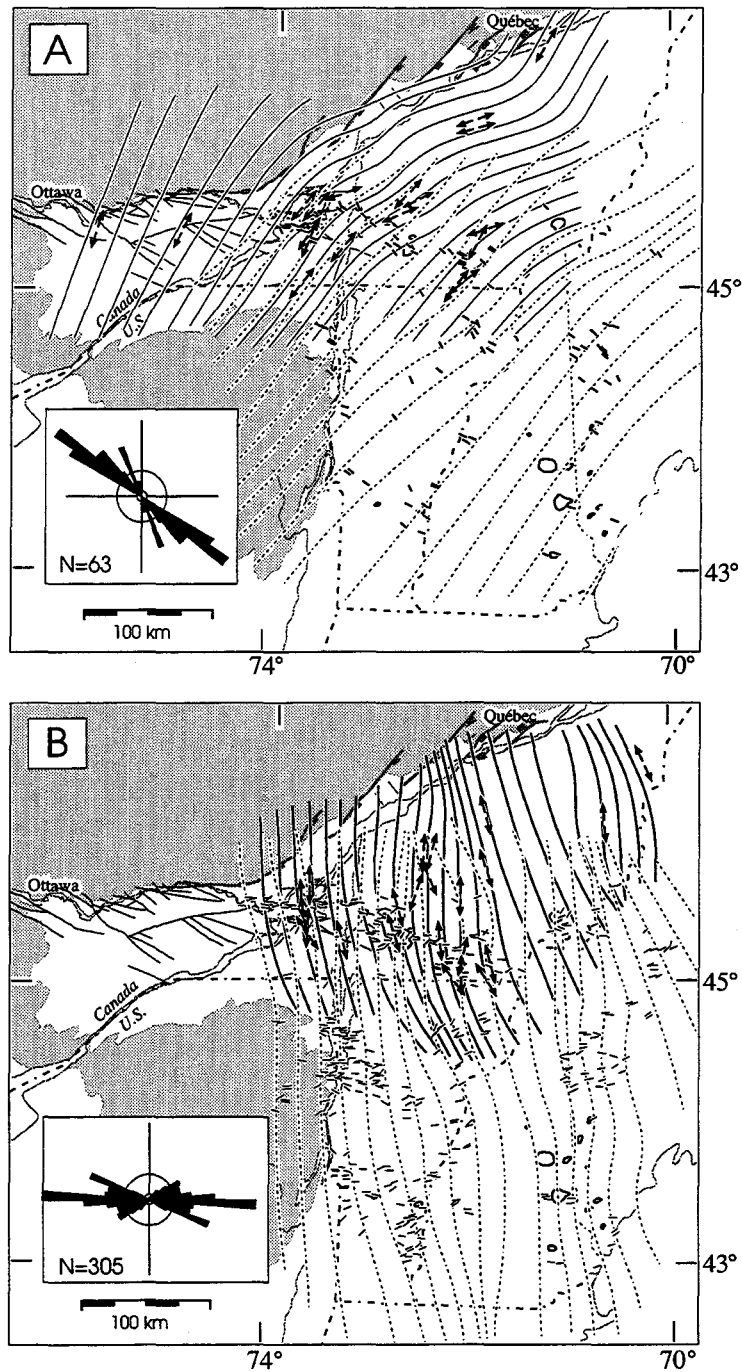 A
Québec
Ottawa
Canada
U.S.
45°
N=63
43°
100 km
74°
70°
B
Québec
Ottawa
Canada
U.S.
45°
N=305
43°
100 km
74°
70°